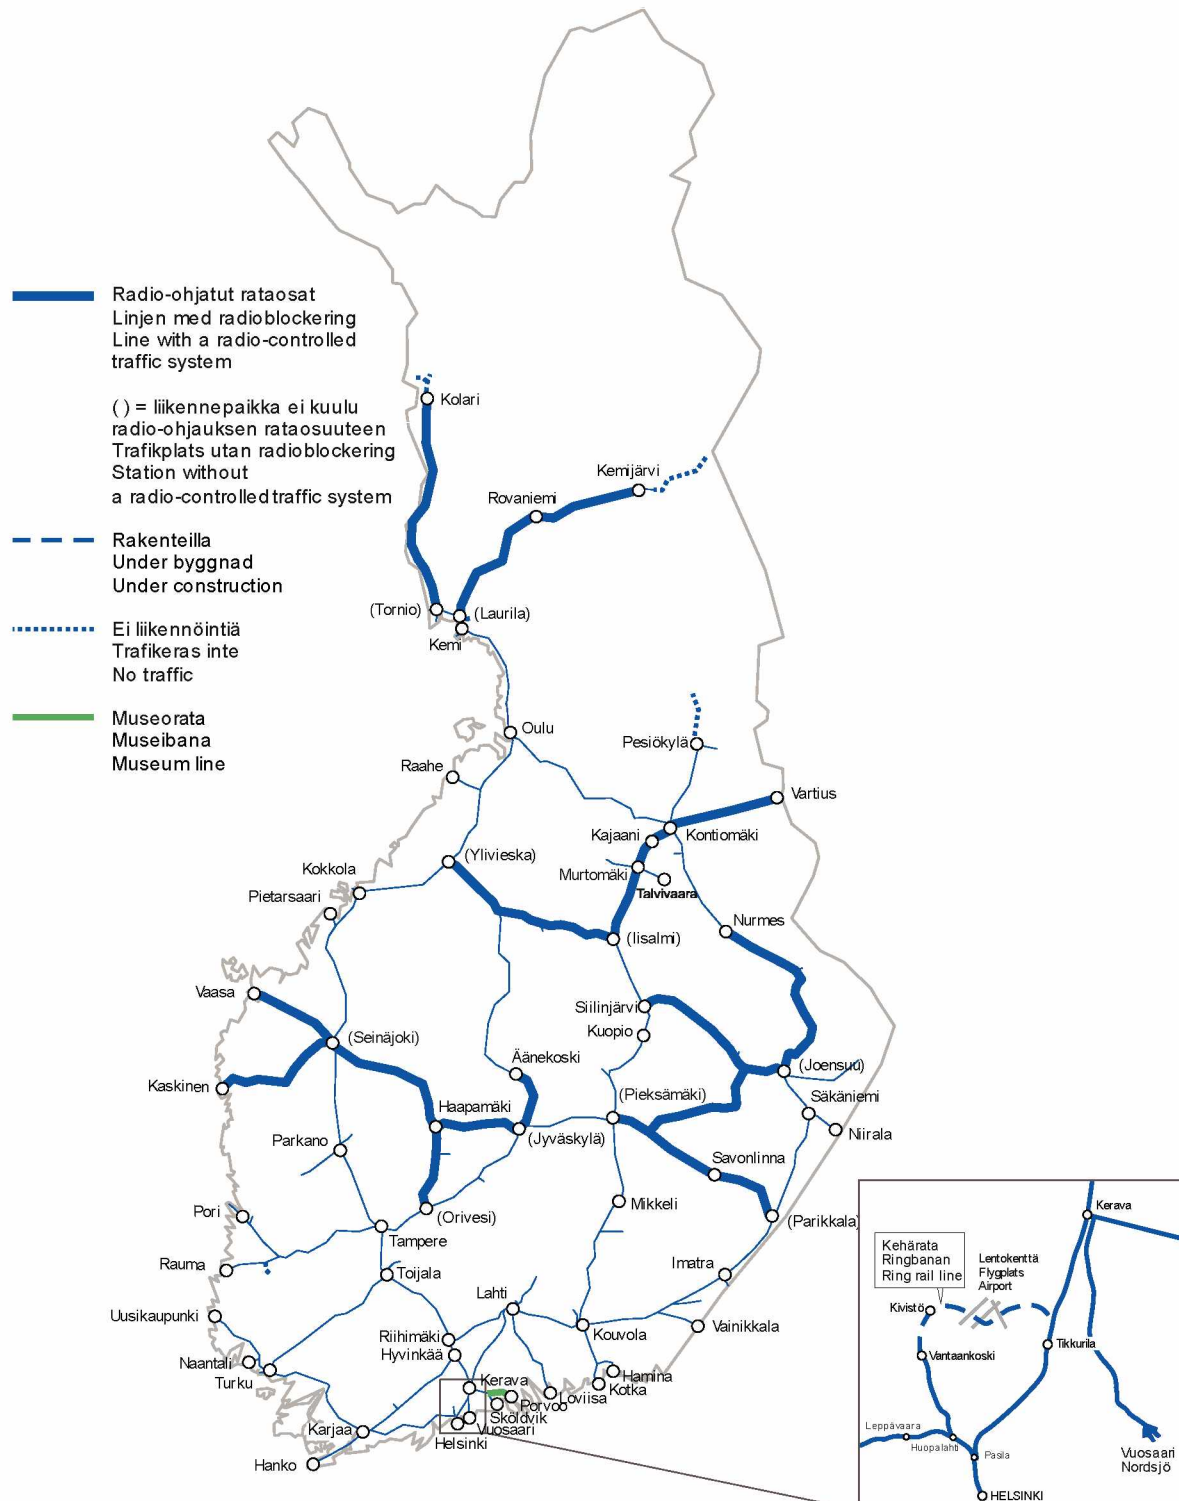 Radio-ohjatut rataosat
Linjen med radioblockering
Line with a radio-controlled
traffic system
( ) = liikennepaikka ei kuulu
radio-ohjauksen rataosuuteen
Trafikplats utan radioblockering
Station without
a radio-controlled traffic system
Rakenteilla
Under byggnad
Under construction
Ei liikennöintiä
Trafikeras inte
No traffic
Museorata
Museibana
Museum line
Kolari
Kemijärvi
Rovaniemi
(Tornio)
(Laurila)
Kemi
Oulu
Pesiökylä
Raahe
Vartius
Kajaani
Kontiomäki
(Ylivieska)
Murtomäki
Talvivaara
Kokkola
Pietarsaari
Nurmes
(Iisalmi)
Vaasa
Siilinjärvi
Kuopio
(Seinäjoki)
Äänekoski
(Joensuu)
Kaskinen
(Pieksämäki)
Säkäniemi
Haapamäki
(Jyväskylä)
Niirala
Parkano
Savonlinna
Mikkeli
Pori
(Orivesi)
(Parikkala)
Tampere
Rauma
Toijala
Imatra
Lahti
Uusikaupunki
Riihimäki
Kouvola
Vainikkala
Hyvinkää
Naantali
Turku
Kerava
Hamina
Kotka
Loviisa
Porvoo
Sköldvik
Vuosaari
Karjaa
Helsinki
Hanko
Kerava
Kehärata
Ringbanan
Ring rail line
Lentokenttä
Flygplats
Airport
Kivistö
Tikkurila
Vantaankoski
Leppävaara
Huopalahti
Pasila
Vuosaari
Nordsjö
HELSINKI